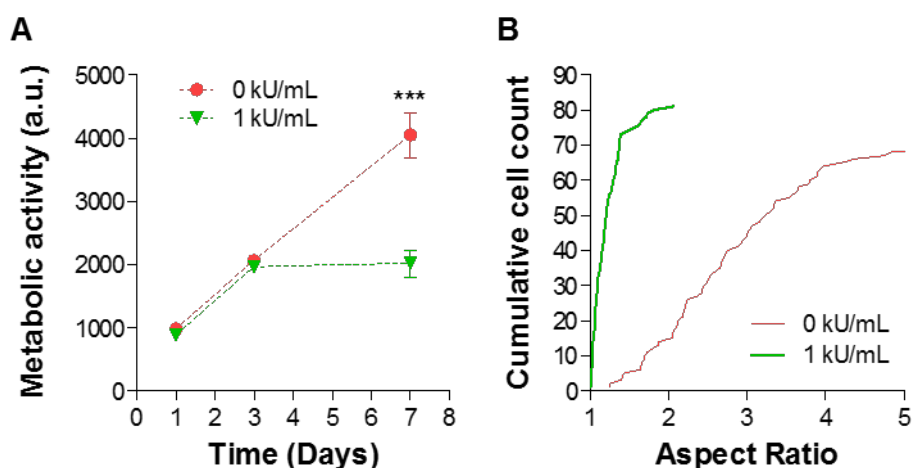 A
Metabolic activity (a.u.)
5000
4000
3000
2000
1000
0
0 kU/mL
1 kU/mL
***
0 1 2 3 4 5 6 7 8
Time (Days)
B
Cumulative cell count
90
80
70
60
50
40
30
20
10
0
0 kU/mL
1 kU/mL
1 2 3 4 5
Aspect Ratio